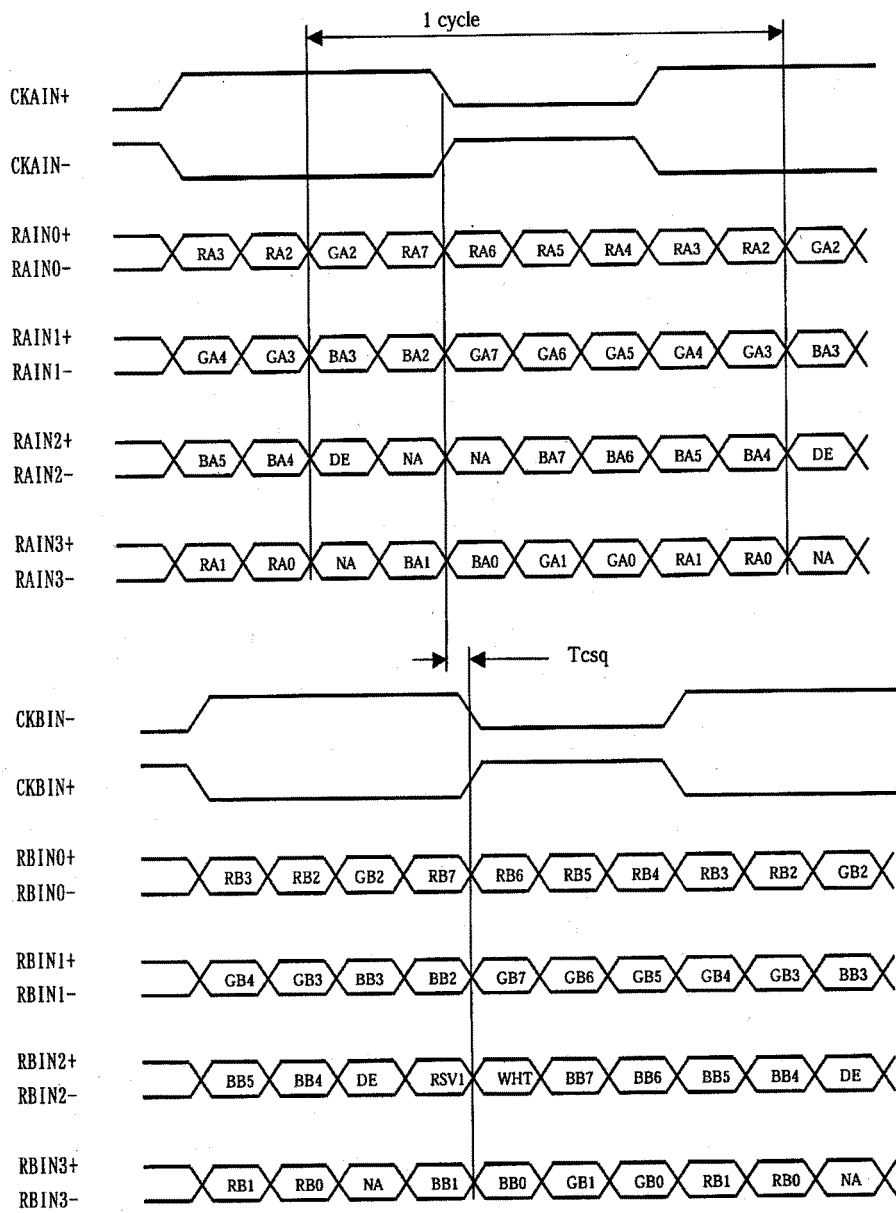 1 cycle
CKAIN+
CKAIN-
RAIN0+
RA3 RA2 GA2 RA7 RA6 RA5 RA4 RA3 RA2 GA2
RAIN0-
RAIN1+
GA4 GA3 BA3 BA2 GA7 GA6 GA5 GA4 GA3 BA3
RAIN1-
RAIN2+
BA5 BA4 DE NA NA BA7 BA6 BA5 BA4 DE
RAIN2-
RAIN3+
RA1 RA0 NA BA1 BA0 GA1 GA0 RA1 RA0 NA
RAIN3-
Tcsq
CKBIN-
CKBIN+
RBIN0+
RB3 RB2 GB2 RB7 RB6 RB5 RB4 RB3 RB2 GB2
RBIN0-
RBIN1+
GB4 GB3 BB3 BB2 GB7 GB6 GB5 GB4 GB3 BB3
RBIN1-
RBIN2+
BB5 BB4 DE RSV1 WHT BB7 BB6 BB5 BB4 DE
RBIN2-
RBIN3+
RB1 RB0 NA BB1 BB0 GB1 GB0 RB1 RB0 NA
RBIN3-